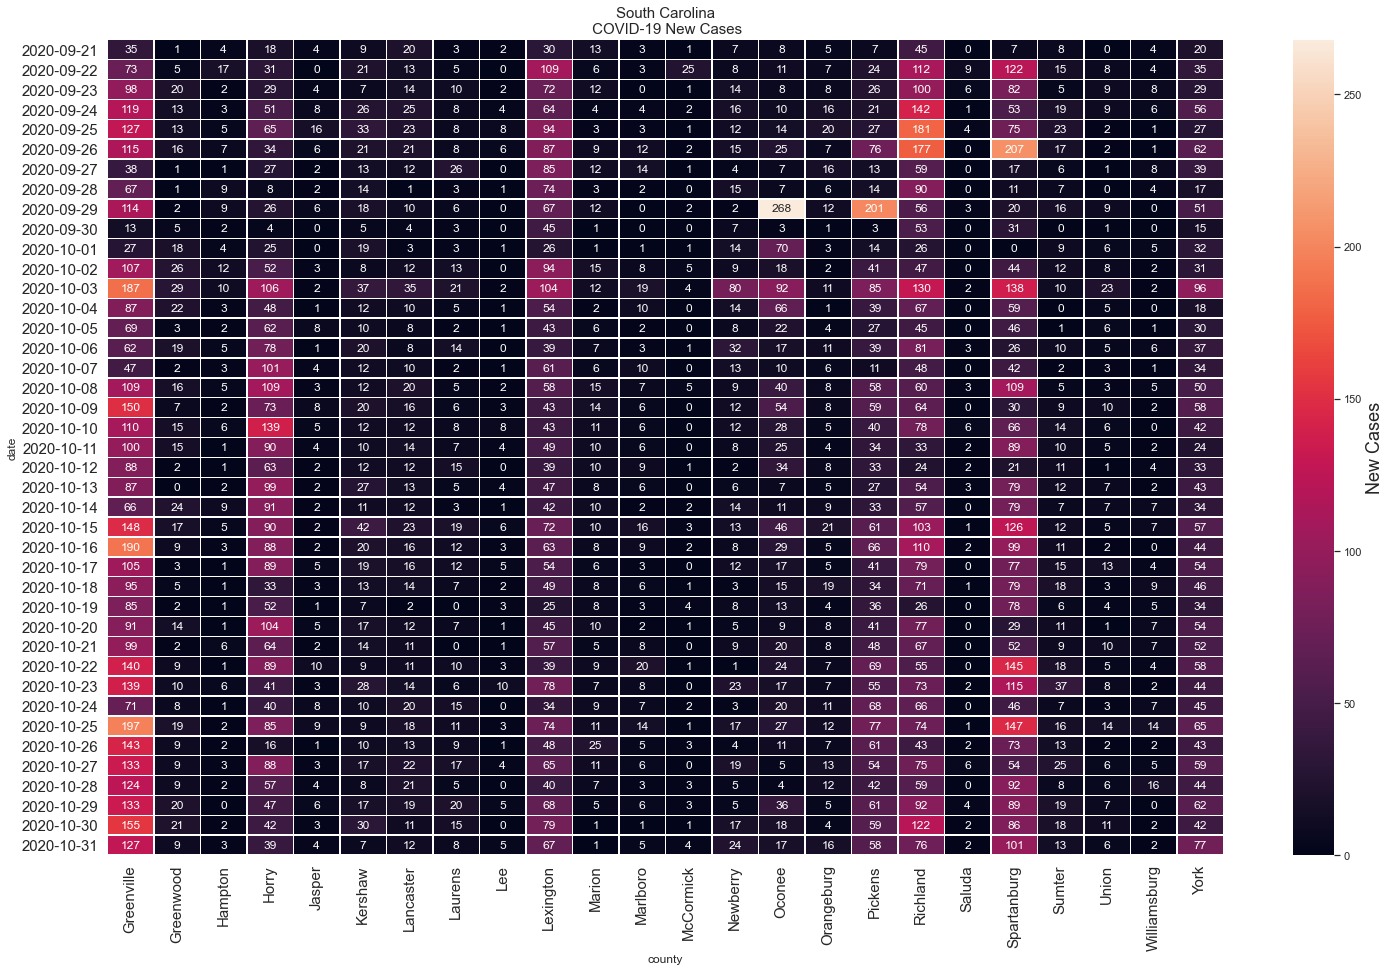 South Carolina
COVID-19 New Cases
2020-09-21 35 1 4 18 4 9 20 3 2 30 13 3 1 7 8 5 7 45 0 7 8 0 4 20
2020-09-22 73 5 17 31 0 21 13 5 0 109 6 3 25 8 11 7 24 112 9 122 15 8 4 35
2020-09-23 98 20 2 29 4 7 14 10 2 72 12 0 1 14 8 8 26 100 6 82 5 9 8 29
2020-09-24 119 13 3 51 8 26 25 8 4 64 4 4 2 16 10 16 21 142 1 53 19 9 6 56
2020-09-25 127 13 5 65 16 33 23 8 8 94 3 3 1 12 14 20 27 181 4 75 23 2 1 27
2020-09-26 115 16 7 34 6 21 21 8 6 87 9 12 2 15 25 7 76 177 0 207 17 2 1 62
2020-09-27 38 1 1 27 2 13 12 26 0 85 12 14 1 4 7 16 13 59 0 17 6 1 8 39
2020-09-28 67 1 9 8 2 14 1 3 1 74 3 2 0 15 7 6 14 90 0 11 7 0 4 17
2020-09-29 114 2 9 26 6 18 10 6 0 67 12 0 2 2 268 12 201 56 3 20 16 9 0 51
2020-09-30 13 5 2 4 0 5 4 3 0 45 1 0 0 7 3 1 3 53 0 31 0 1 0 15
2020-10-01 27 18 4 25 0 19 3 3 1 26 1 1 1 14 70 3 14 26 0 0 9 6 5 32
2020-10-02 107 26 12 52 3 8 12 13 0 94 15 8 5 9 18 2 41 47 0 44 12 8 2 31
2020-10-03 187 29 10 106 2 37 35 21 2 104 12 19 4 80 92 11 85 130 2 138 10 23 2 96
2020-10-04 87 22 3 48 1 12 10 5 1 54 2 10 0 14 66 1 39 67 0 59 0 5 0 18
2020-10-05 69 3 2 62 8 10 8 2 1 43 6 2 0 8 22 4 27 45 0 46 1 6 1 30
2020-10-06 62 19 5 78 1 20 8 14 0 39 7 3 1 32 17 11 39 81 3 26 10 5 6 37
2020-10-07 47 2 3 101 4 12 10 2 1 61 6 10 0 13 10 6 11 48 0 42 2 3 1 34
2020-10-08 109 16 5 109 3 12 20 5 2 58 15 7 5 9 40 8 58 60 3 109 5 3 5 50
2020-10-09 150 7 2 73 8 20 16 6 3 43 14 6 0 12 54 8 59 64 0 30 9 10 2 58
2020-10-10 110 15 6 139 5 12 12 8 8 43 11 6 0 12 28 5 40 78 6 66 14 6 0 42
2020-10-11 100 15 1 90 4 10 14 7 4 49 10 6 0 8 25 4 34 33 2 89 10 5 2 24
2020-10-12 88 2 1 63 2 12 12 15 0 39 10 9 1 2 34 8 33 24 2 21 11 1 4 33
2020-10-13 87 0 2 99 2 27 13 5 4 47 8 6 0 6 7 5 27 54 3 79 12 7 2 43
2020-10-14 66 24 9 91 2 11 12 3 1 42 10 2 2 14 11 9 33 57 0 79 7 7 7 34
2020-10-15 148 17 5 90 2 42 23 19 6 72 10 16 3 13 46 21 61 103 1 126 12 5 7 57
2020-10-16 190 9 3 88 2 20 16 12 3 63 8 9 2 8 29 5 66 110 2 99 11 2 0 44
2020-10-17 105 3 1 89 5 19 16 12 5 54 6 3 0 12 17 5 41 79 0 77 15 13 4 54
2020-10-18 95 5 1 33 3 13 14 7 2 49 8 6 1 3 15 19 34 71 1 79 18 3 9 46
2020-10-19 85 2 1 52 1 7 2 0 3 25 8 3 4 8 13 4 36 26 0 78 6 4 5 34
2020-10-20 91 14 1 104 5 17 12 7 1 45 10 2 1 5 9 8 41 77 0 29 11 1 7 54
2020-10-21 99 2 6 64 2 14 11 0 1 57 5 0 0 9 20 8 48 67 0 52 9 10 7 52
2020-10-22 140 9 1 89 10 9 11 10 3 39 9 20 1 1 24 7 69 55 0 145 18 5 4 58
2020-10-23 139 10 6 41 3 28 14 6 10 78 7 8 0 23 17 7 55 73 2 115 37 8 2 44
2020-10-24 71 8 1 40 8 10 20 15 0 34 9 7 2 3 20 11 68 66 0 46 7 3 7 45
2020-10-25 197 19 2 85 9 9 18 11 3 74 11 14 1 17 27 12 77 74 1 147 16 14 14 65
2020-10-26 143 9 2 16 1 10 13 9 1 48 25 5 3 4 11 7 61 43 2 73 13 2 2 43
2020-10-27 133 9 3 88 3 17 22 17 4 65 11 6 0 19 5 13 54 75 6 54 25 6 5 59
2020-10-28 124 9 2 57 4 8 21 5 0 40 7 3 3 5 4 12 42 59 0 92 8 6 16 44
2020-10-29 133 20 0 47 6 17 19 20 5 68 5 6 3 5 36 5 61 92 4 89 19 7 0 62
2020-10-30 155 21 2 42 3 30 11 15 0 79 1 1 1 17 18 4 59 122 2 86 18 11 2 42
2020-10-31 127 9 3 39 4 7 12 8 5 67 1 5 4 24 17 16 58 76 2 101 13 6 2 77
Greenville Greenwood Hampton Horry Jasper Kershaw Lancaster Laurens Lee Lexington Marion Marlboro McCormick Newberry Oconee Orangeburg Pickens Richland Saluda Spartanburg Sumter Union Williamsburg York
county
date
250
200
150
100
50
0
New Cases